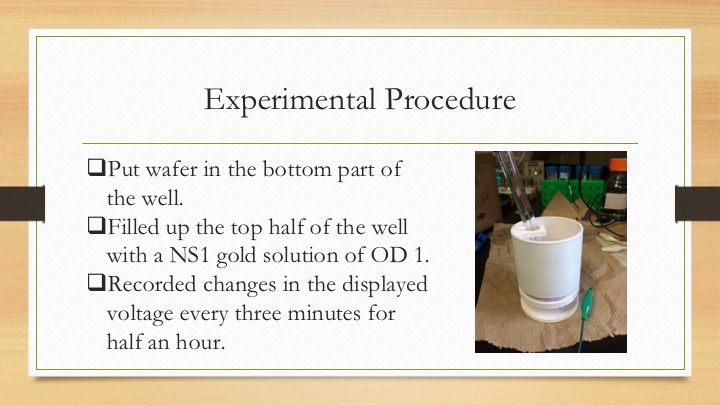 Experimental Procedure
❑Put wafer in the bottom part of
the well.
❑Filled up the top half of the well
with a NS1 gold solution of OD 1.
❑Recorded changes in the displayed
voltage every three minutes for
half an hour.